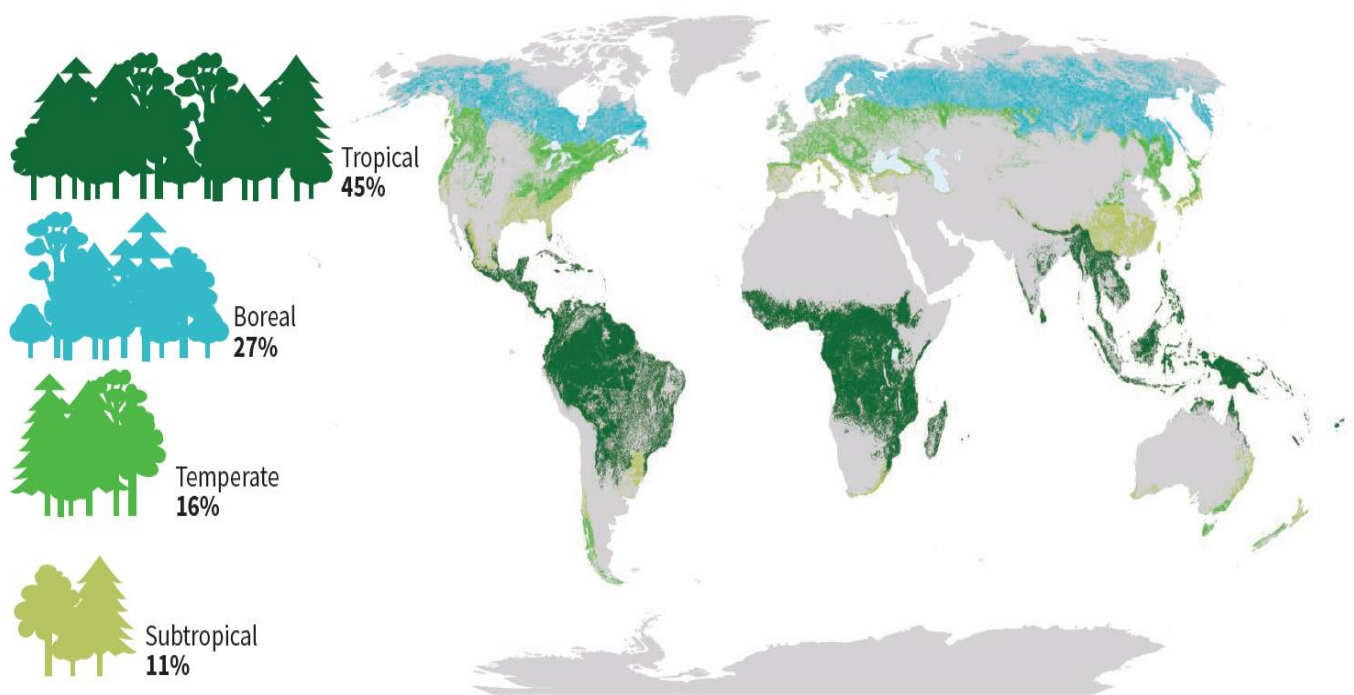 Tropical
45%
Boreal
27%
Temperate
16%
Subtropical
11%